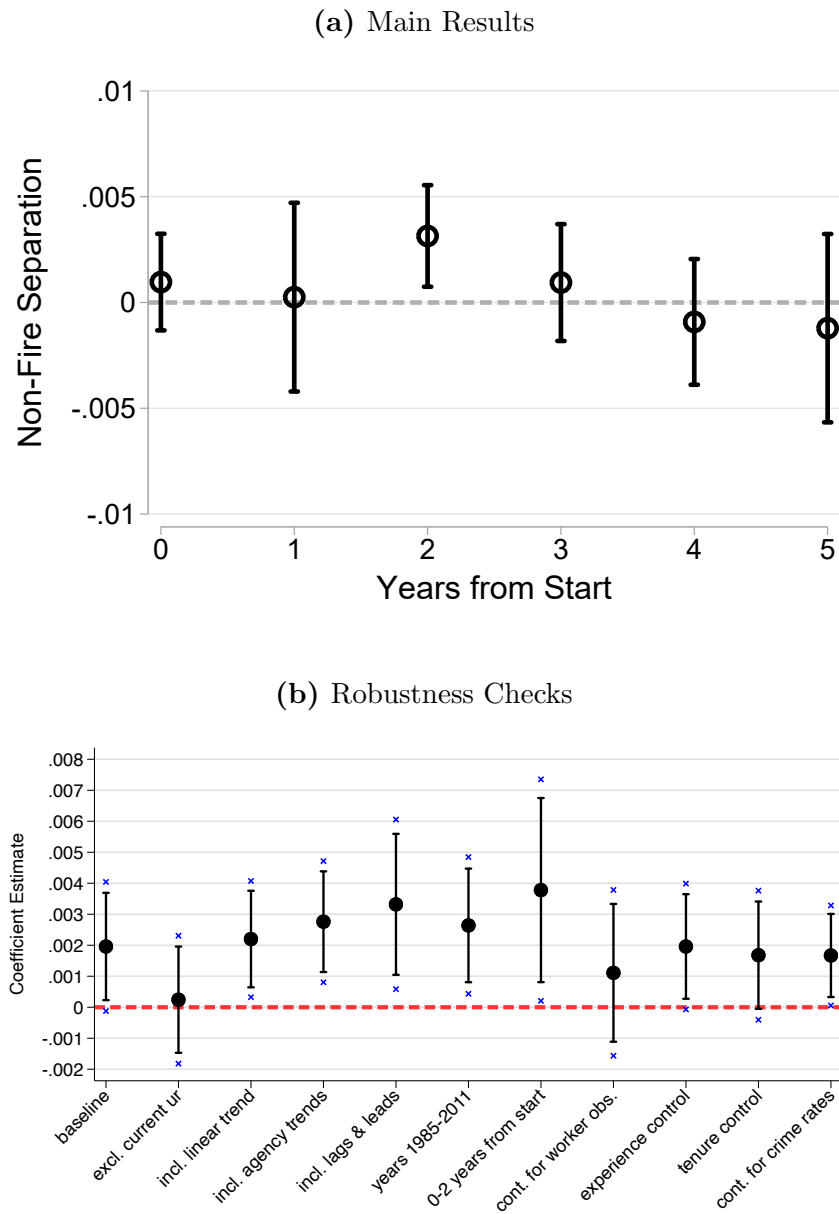 (a) Main Results
.01
.005
0
-.005
-.01
Non-Fire Separation
0 1 2 3 4 5
Years from Start
(b) Robustness Checks
.008
.007
.006
.005
.004
.003
.002
.001
0
-.001
-.002
Coefficient Estimate
baseline
excl. current ur
incl. linear trend
incl. agency trends
incl. lags & leads
years 1985-2011
0-2 years from start
cont. for worker obs.
experience control
tenure control
cont. for crime rates